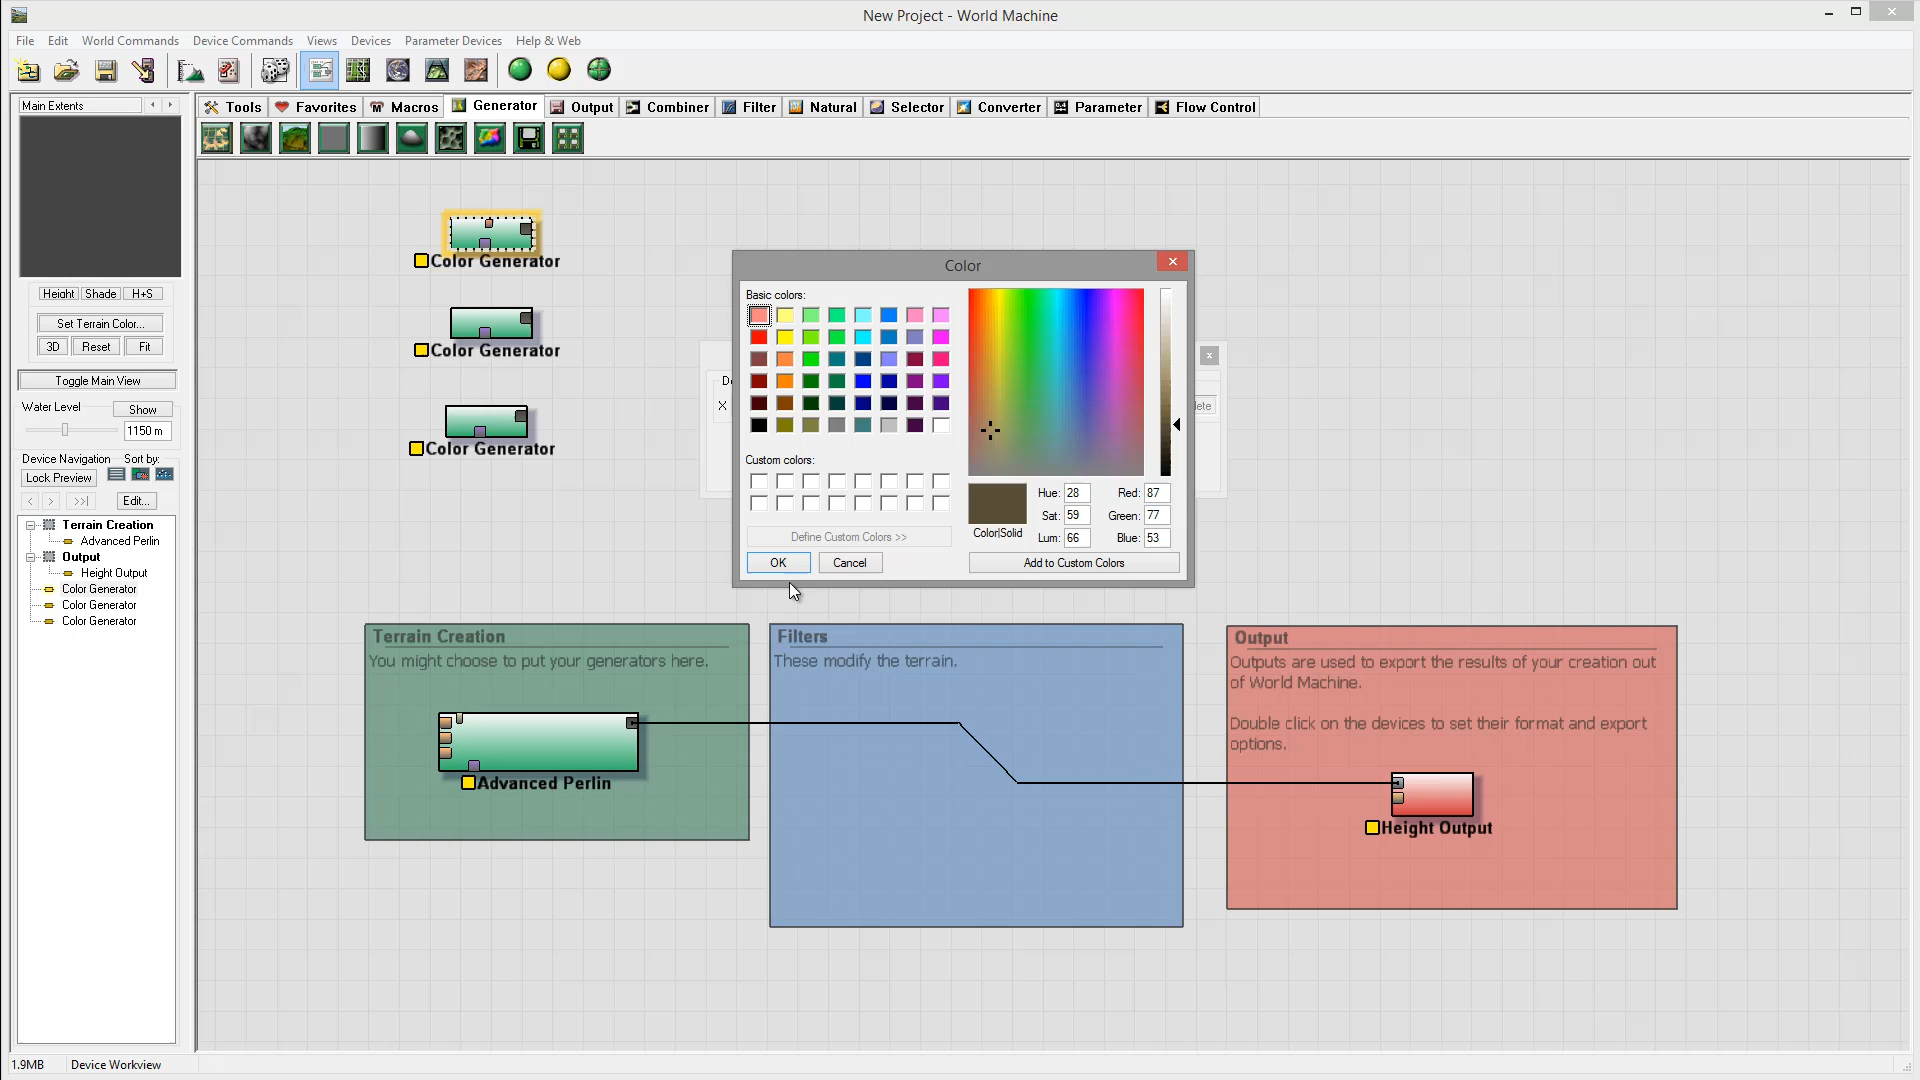 New Project - World Machine
File Edit World Commands Device Commands Views Devices Parameter Devices Help & Web
Main Extents
Tools Favorites Macros Generator Output Combiner Filter Natural Selector Converter Parameter Flow Control
Height Shade H+S
Set Terrain Color...
3D Reset Fit
Toggle Main View
Water Level Show
1150 m
Device Navigation Sort by:
Lock Preview
< > >>| Edit...
Terrain Creation
Advanced Perlin
Output
Height Output
Color Generator
Color Generator
Color Generator
1.9MB Device Workview
Color Generator
Color Generator
Color Generator
Color
Basic colors:
Custom colors:
Define Custom Colors >>
OK Cancel
Color|Solid
Hue: 28 Red: 87
Sat: 59 Green: 77
Lum: 66 Blue: 53
Add to Custom Colors
X
Terrain Creation
You might choose to put your generators here.
Advanced Perlin
Filters
These modify the terrain.
Output
Outputs are used to export the results of your creation out
of World Machine.
Double click on the devices to set their format and export
options.
Height Output